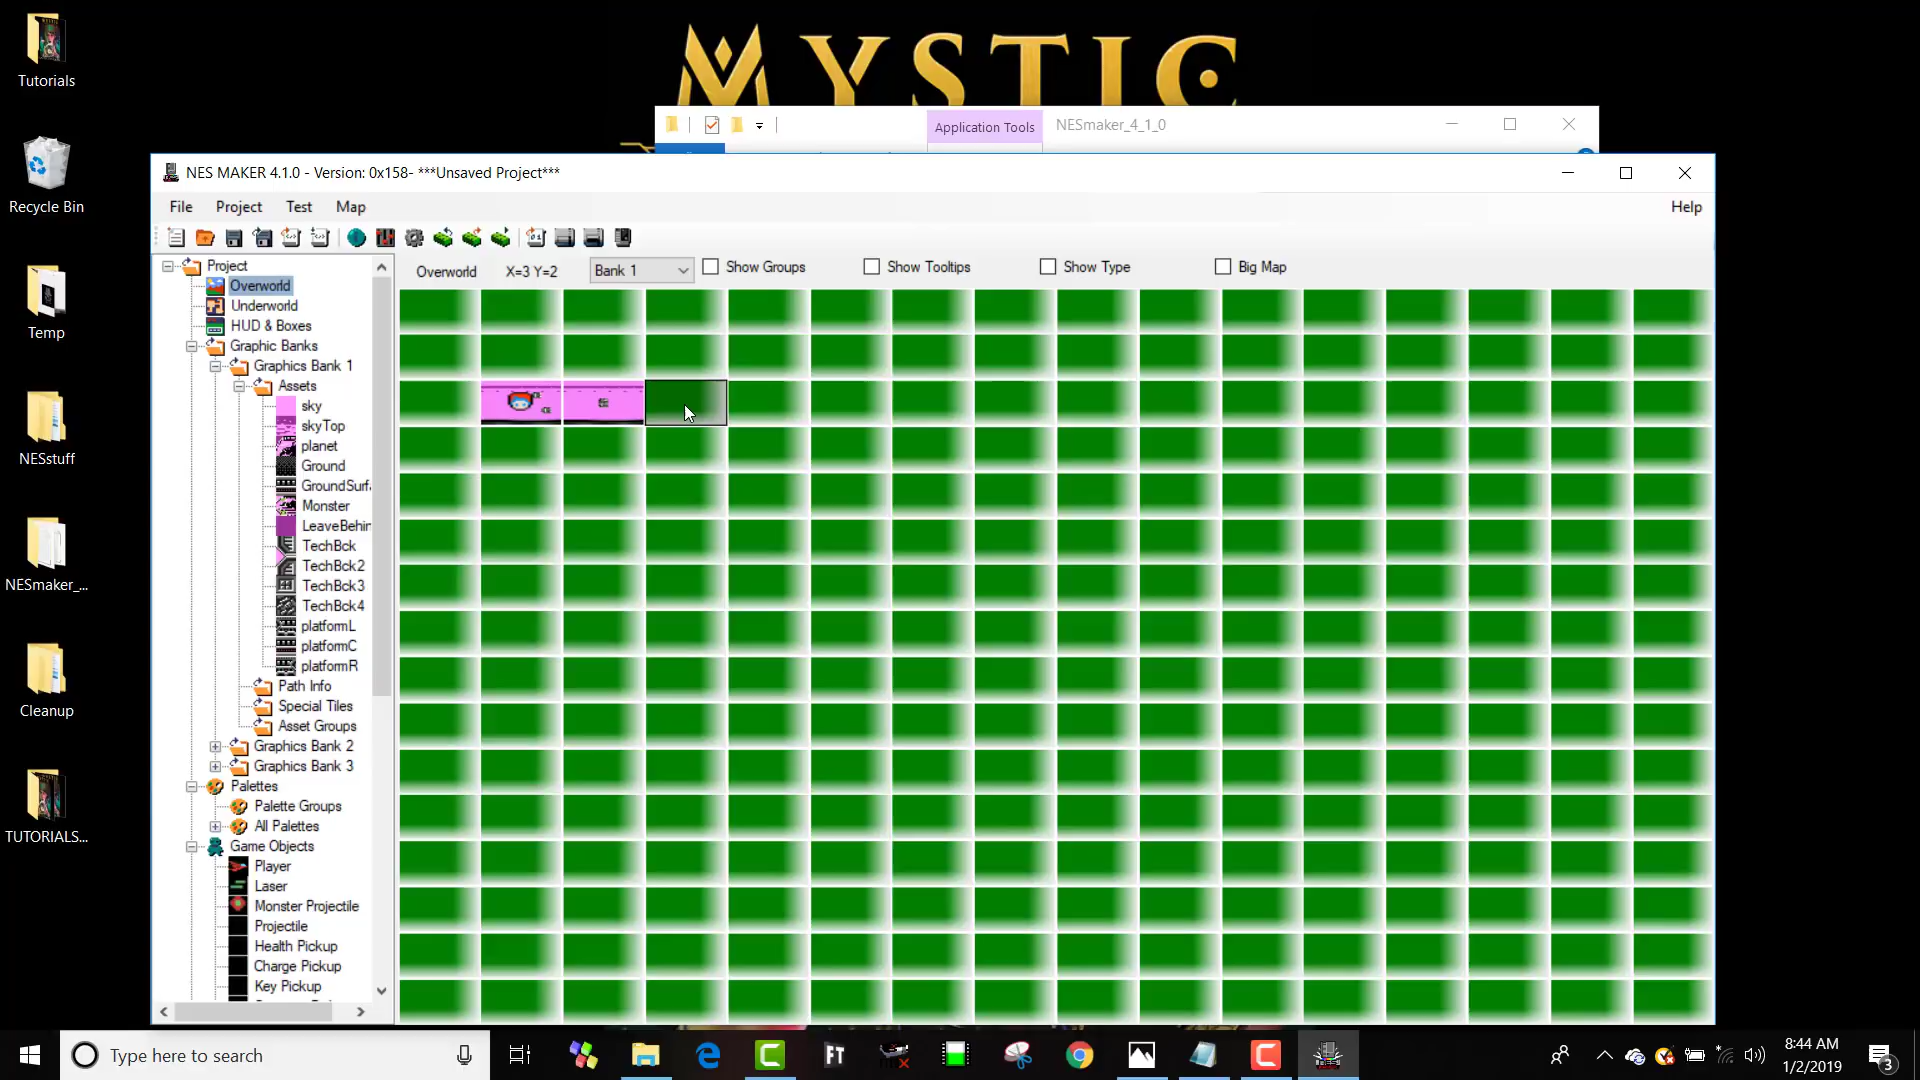 MYSTIC
Tutorials
Recycle Bin
Temp
NESstuff
NESmaker_...
Cleanup
TUTORIALS...
Application Tools
NESmaker_4_1_0
NES MAKER 4.1.0 - Version: 0x158- ***Unsaved Project***
File Project Test Map Help
Overworld X=3 Y=2 Bank 1 Show Groups Show Tooltips Show Type Big Map
Project
Overworld
Underworld
HUD & Boxes
Graphic Banks
Graphics Bank 1
Assets
sky
skyTop
planet
Ground
GroundSurf
Monster
LeaveBehin
TechBck
TechBck2
TechBck3
TechBck4
platformL
platformC
platformR
Path Info
Special Tiles
Asset Groups
Graphics Bank 2
Graphics Bank 3
Palettes
Palette Groups
All Palettes
Game Objects
Player
Laser
Monster Projectile
Projectile
Health Pickup
Charge Pickup
Key Pickup
Type here to search
FT
8:44 AM
1/2/2019
3